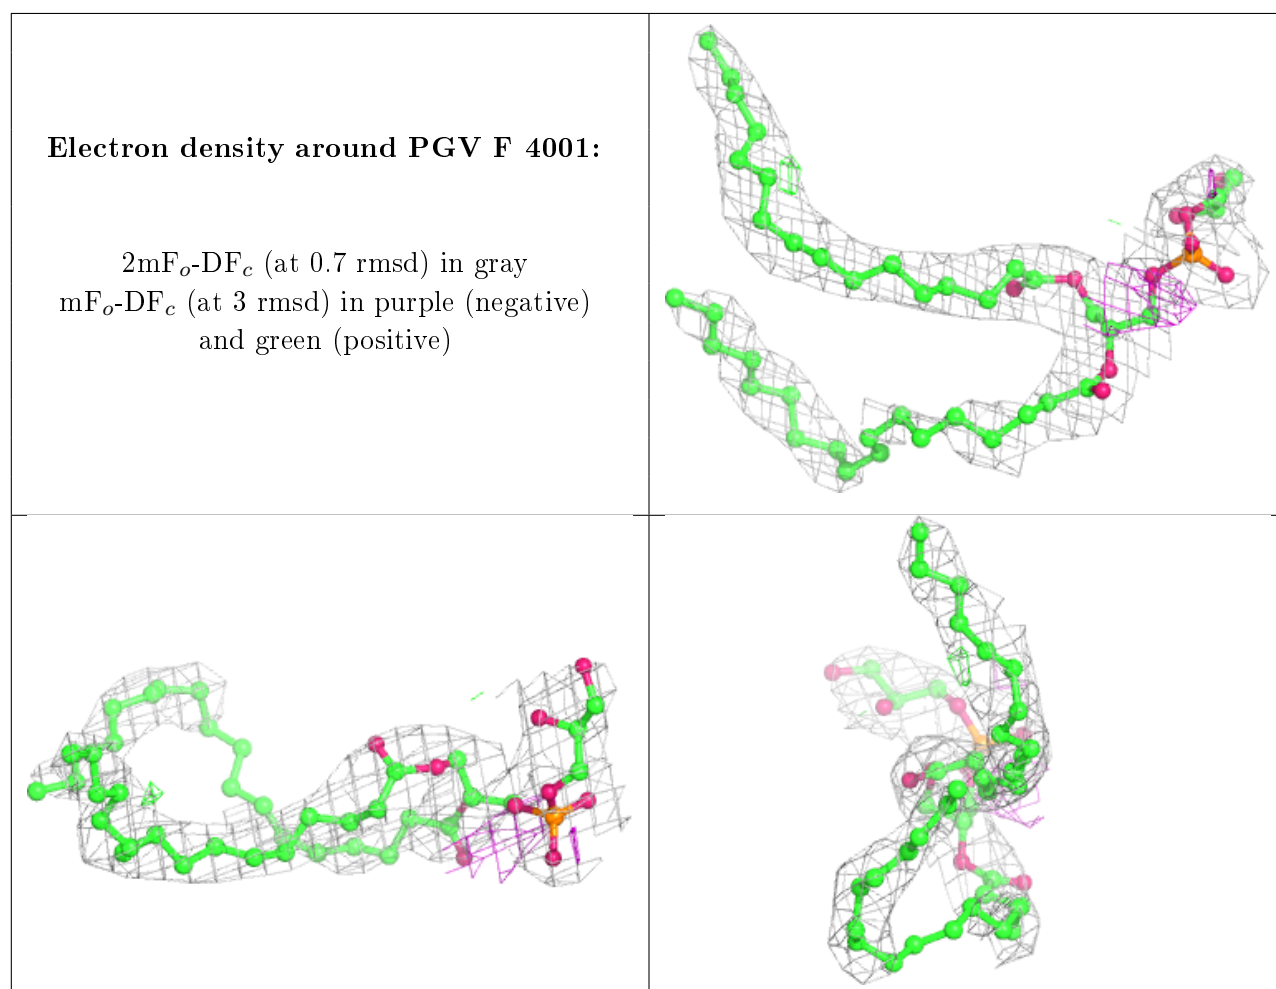 Electron density around PGV F 4001:
2mFₒ-DF𝒸 (at 0.7 rmsd) in gray
mFₒ-DF𝒸 (at 3 rmsd) in purple (negative)
and green (positive)